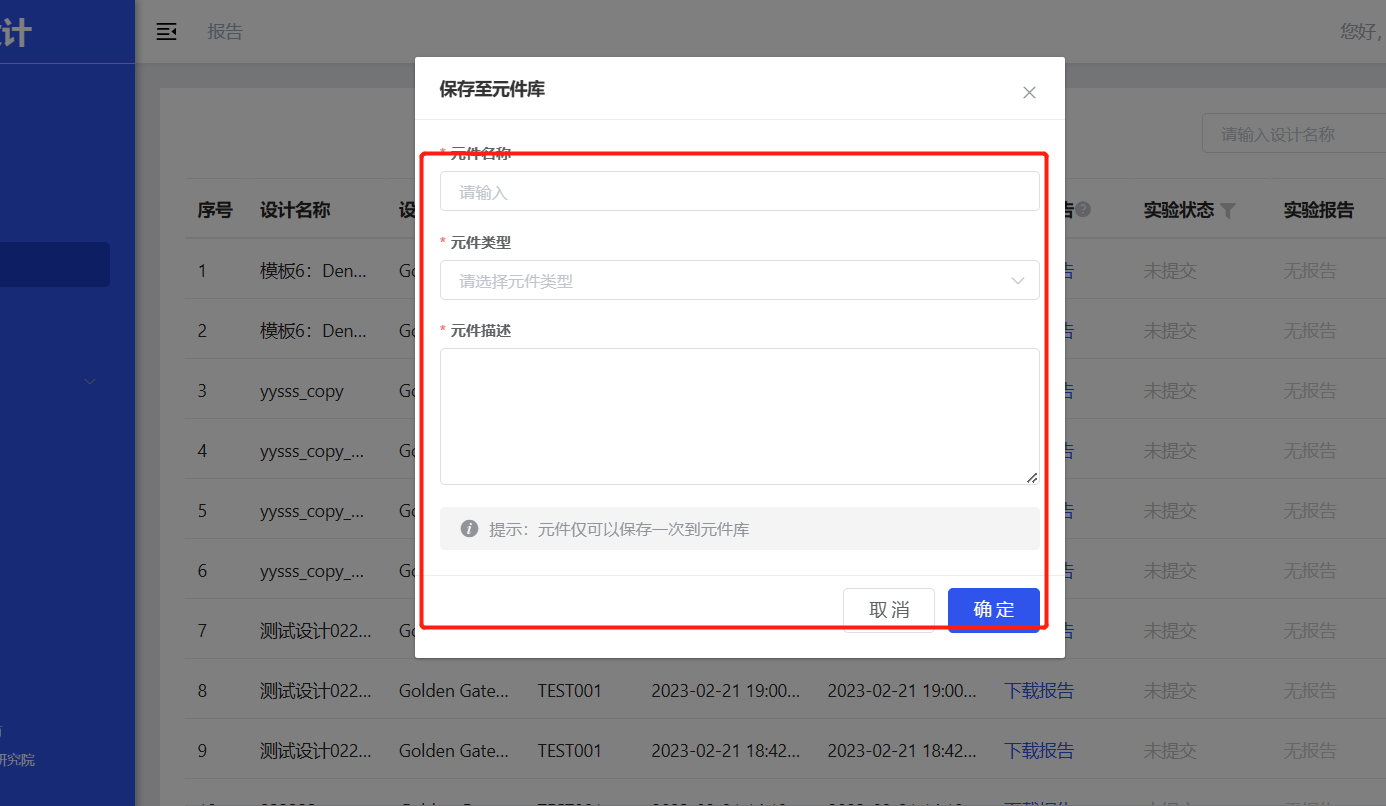 计
报告
您好,
保存至元件库
* 元件名称
请输入
* 元件类型
请选择元件类型
* 元件描述
提示：元件仅可以保存一次到元件库
取消 确定
请输入设计名称
序号 设计名称 设 告 实验状态 实验报告
1 模板6：Den... Go 告 未提交 无报告
2 模板6：Den... Go 告 未提交 无报告
3 yysss_copy Go 告 未提交 无报告
4 yysss_copy_... Go 告 未提交 无报告
5 yysss_copy_... Go 告 未提交 无报告
6 yysss_copy_... Go 告 未提交 无报告
7 测试设计022... Go 告 未提交 无报告
8 测试设计022... Golden Gate... TEST001 2023-02-21 19:00... 2023-02-21 19:00... 下载报告 未提交 无报告
9 测试设计022... Golden Gate... TEST001 2023-02-21 18:42... 2023-02-21 18:42... 下载报告 未提交 无报告
研究院